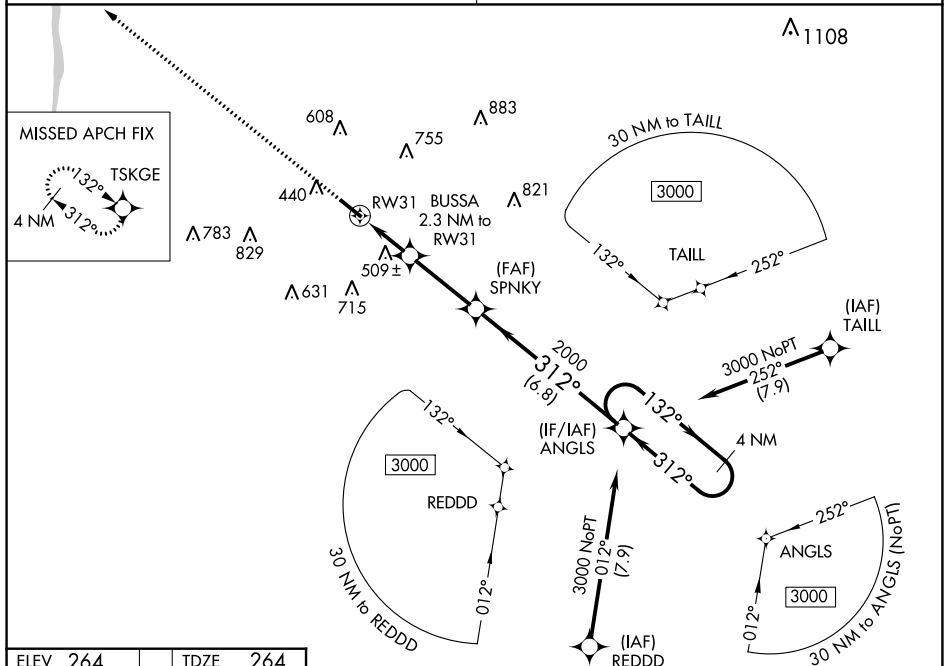 1108
MISSED APCH FIX
132°
TSKGE
312°
4 NM
608
755
883
821
440
RW31
BUSSA
2.3 NM to
RW31
783
829
509±
631
715
(FAF)
SPNKY
30 NM to TAILL
3000
132°
TAILL
252°
(IAF)
TAILL
3000 NoPT
252°
(7.9)
2000
312°
(6.8)
(IF/IAF)
ANGLS
132°
312°
4 NM
132°
3000
REDDD
012°
30 NM to REDDD
3000 NoPT
012°
(7.9)
(IAF)
REDDD
252°
ANGLS
3000
012°
30 NM to ANGLS (NoPT)
ELEV 264
TDZE 264